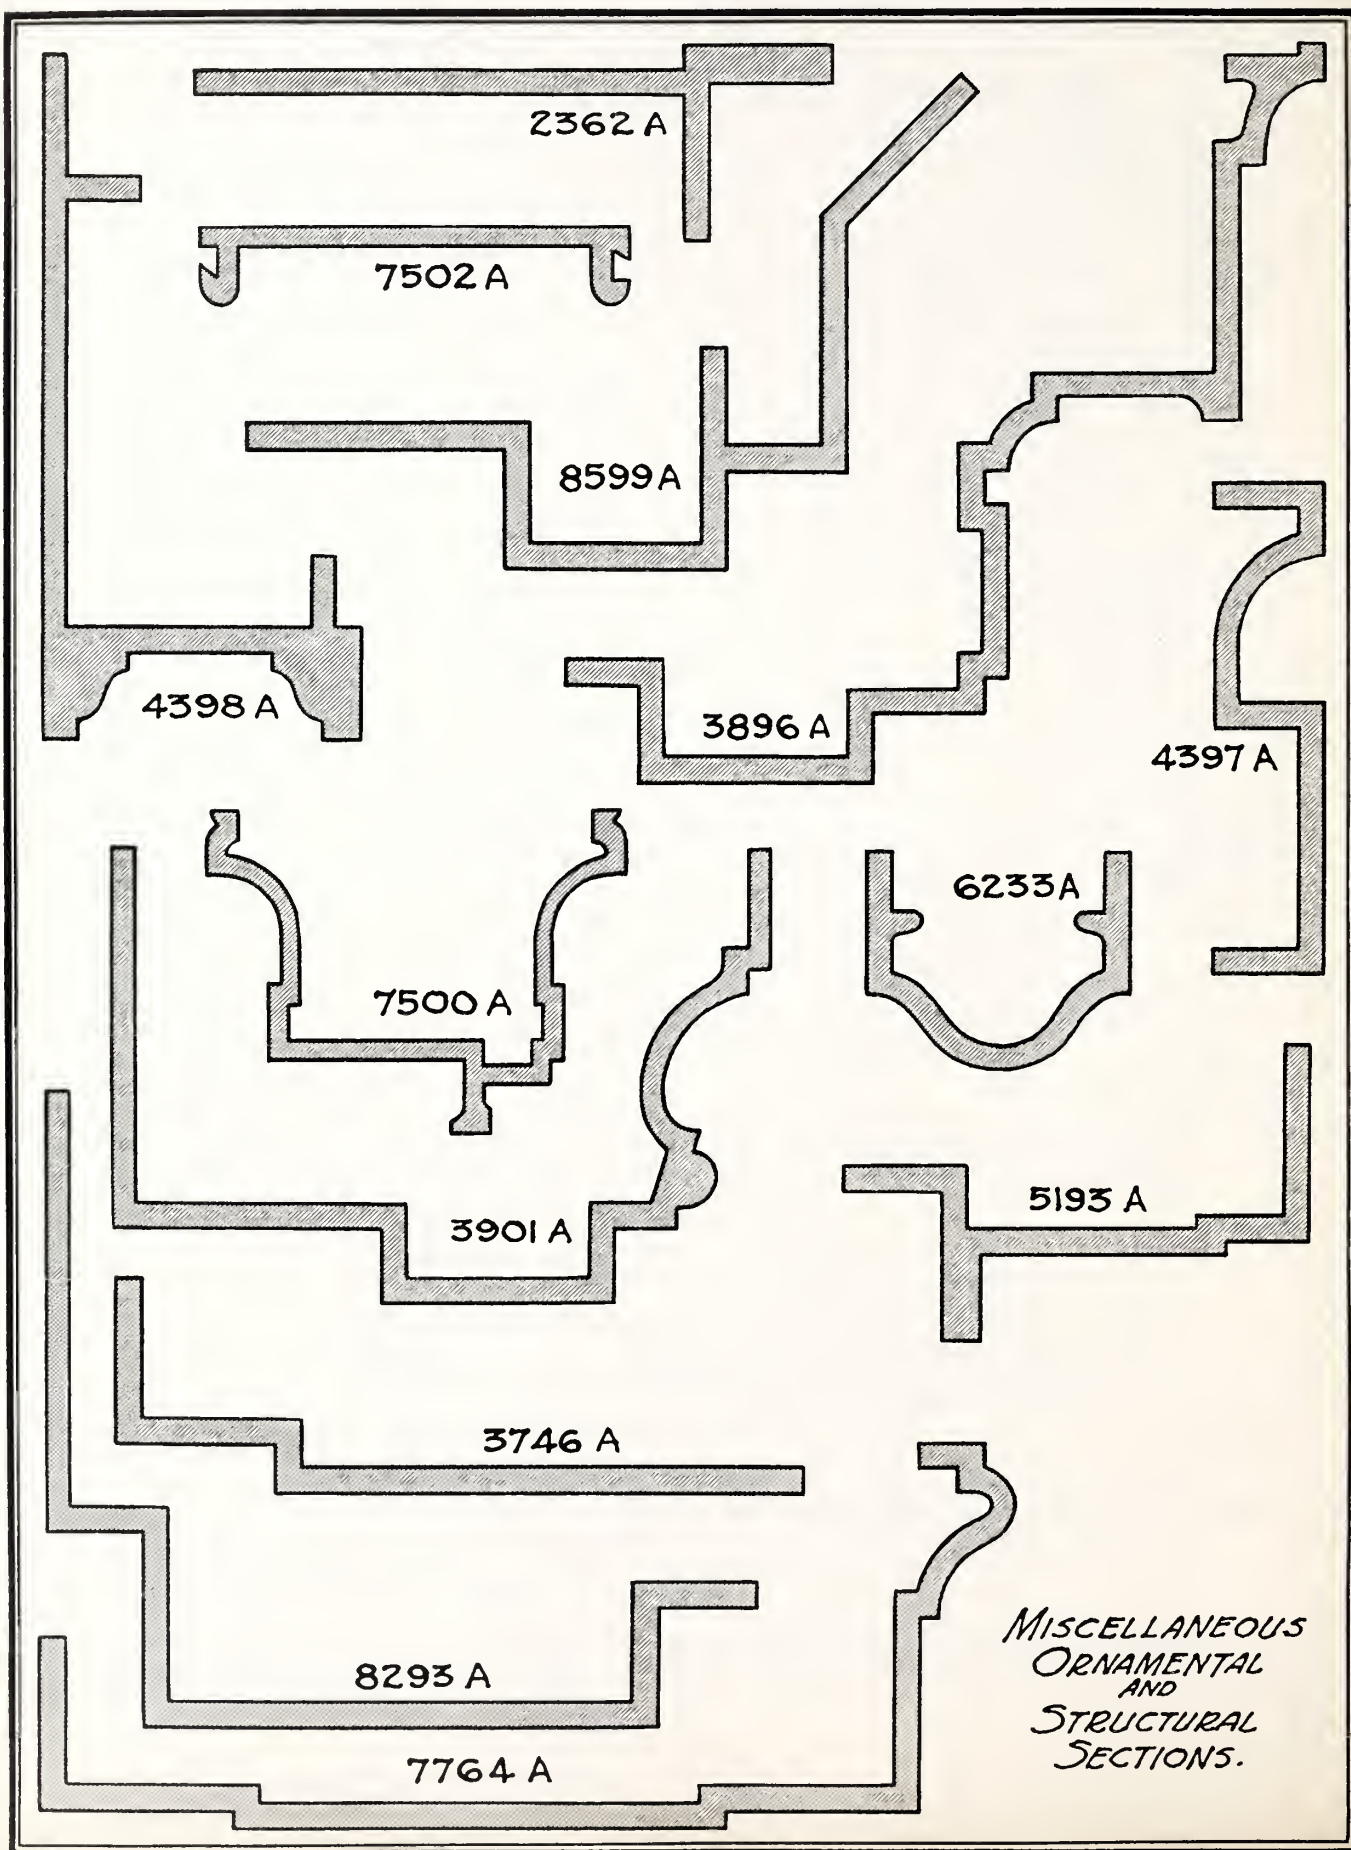 2362 A
7502 A
8599 A
4398 A
3896 A
4397 A
6233 A
7500 A
5193 A
3901 A
3746 A
8293 A
7764 A
MISCELLANEOUS
ORNAMENTAL
AND
STRUCTURAL
SECTIONS.